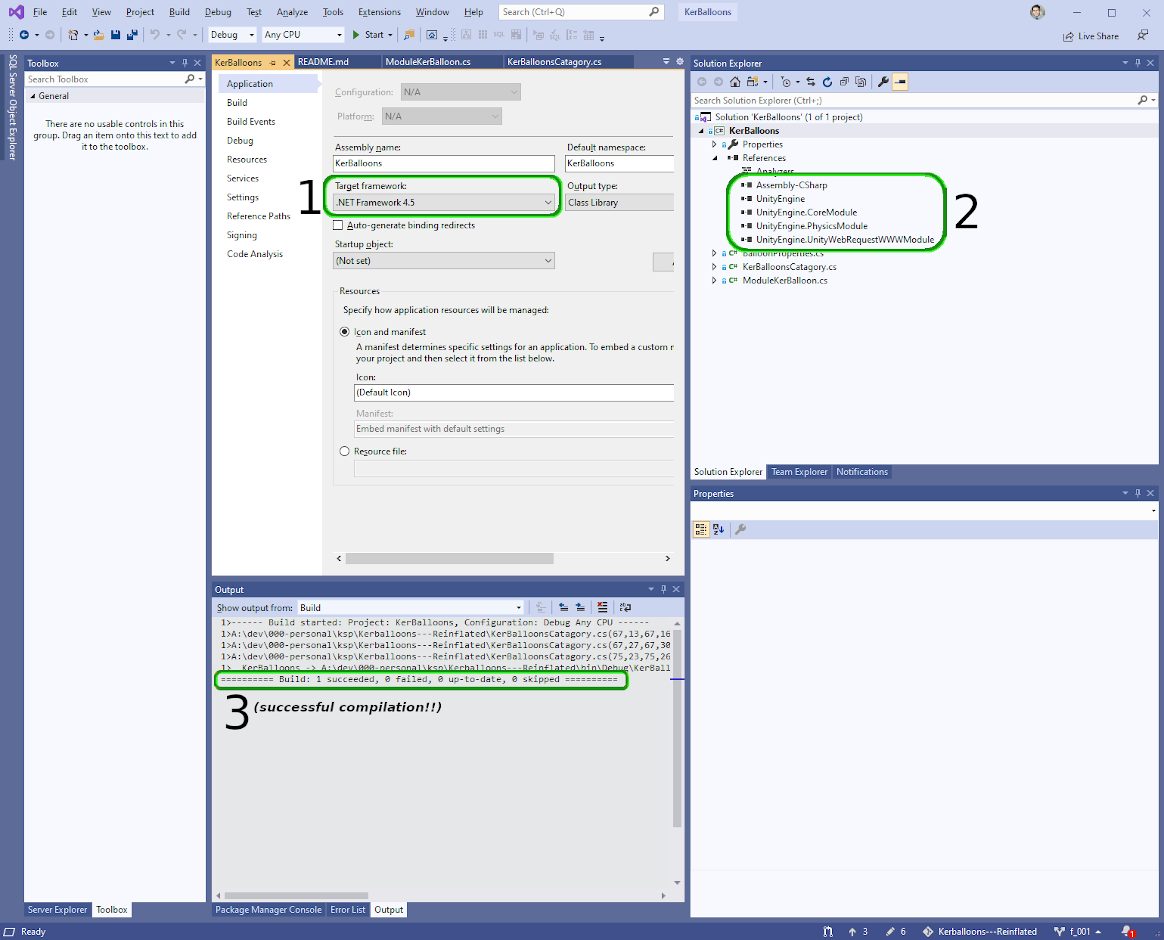 File Edit View Project Build Debug Test Analyze Tools Extensions Window Help Search (Ctrl+Q) KerBalloons
Debug Any CPU Start Live Share
SQL Server Object Explorer
Toolbox
Search Toolbox
General
There are no usable controls in this
group. Drag an item onto this text to add
it to the toolbox.
Server Explorer Toolbox
KerBalloons README.md ModuleKerBalloon.cs KerBalloonsCatagory.cs
Application
Build
Build Events
Debug
Resources
Services
Settings
Reference Paths
Signing
Code Analysis
Configuration: N/A
Platform: N/A
Assembly name: Default namespace:
KerBalloons KerBalloons
1
Target framework: Output type:
.NET Framework 4.5 Class Library
Auto-generate binding redirects
Startup object:
(Not set)
Resources
Specify how application resources will be managed:
Icon and manifest
A manifest determines specific settings for an application. To embed a custom
your project and then select it from the list below.
Icon:
(Default Icon)
Manifest:
Embed manifest with default settings
Resource file:
Output
Show output from: Build
1>------ Build started: Project: KerBalloons, Configuration: Debug Any CPU ------
1>A:\dev\000-personal\ksp\Kerballoons---Reinflated\KerBalloonsCatagory.cs(67,13,67,16
1>A:\dev\000-personal\ksp\Kerballoons---Reinflated\KerBalloonsCatagory.cs(67,27,67,30
1>A:\dev\000-personal\ksp\Kerballoons---Reinflated\KerBalloonsCatagory.cs(75,23,75,26
1> KerBalloons -> A:\dev\000-personal\ksp\Kerballoons---Reinflated\bin\Debug\KerBall
========== Build: 1 succeeded, 0 failed, 0 up-to-date, 0 skipped ==========
3 (successful compilation!!)
Package Manager Console Error List Output
Solution Explorer
Search Solution Explorer (Ctrl+;)
Solution 'KerBalloons' (1 of 1 project)
KerBalloons
Properties
References
Analyzers
Assembly-CSharp
UnityEngine
UnityEngine.CoreModule
UnityEngine.PhysicsModule
UnityEngine.UnityWebRequestWWWModule
2
BalloonProperties.cs
KerBalloonsCatagory.cs
ModuleKerBalloon.cs
Solution Explorer Team Explorer Notifications
Properties
Ready 3 6 Kerballoons---Reinflated f_001 1